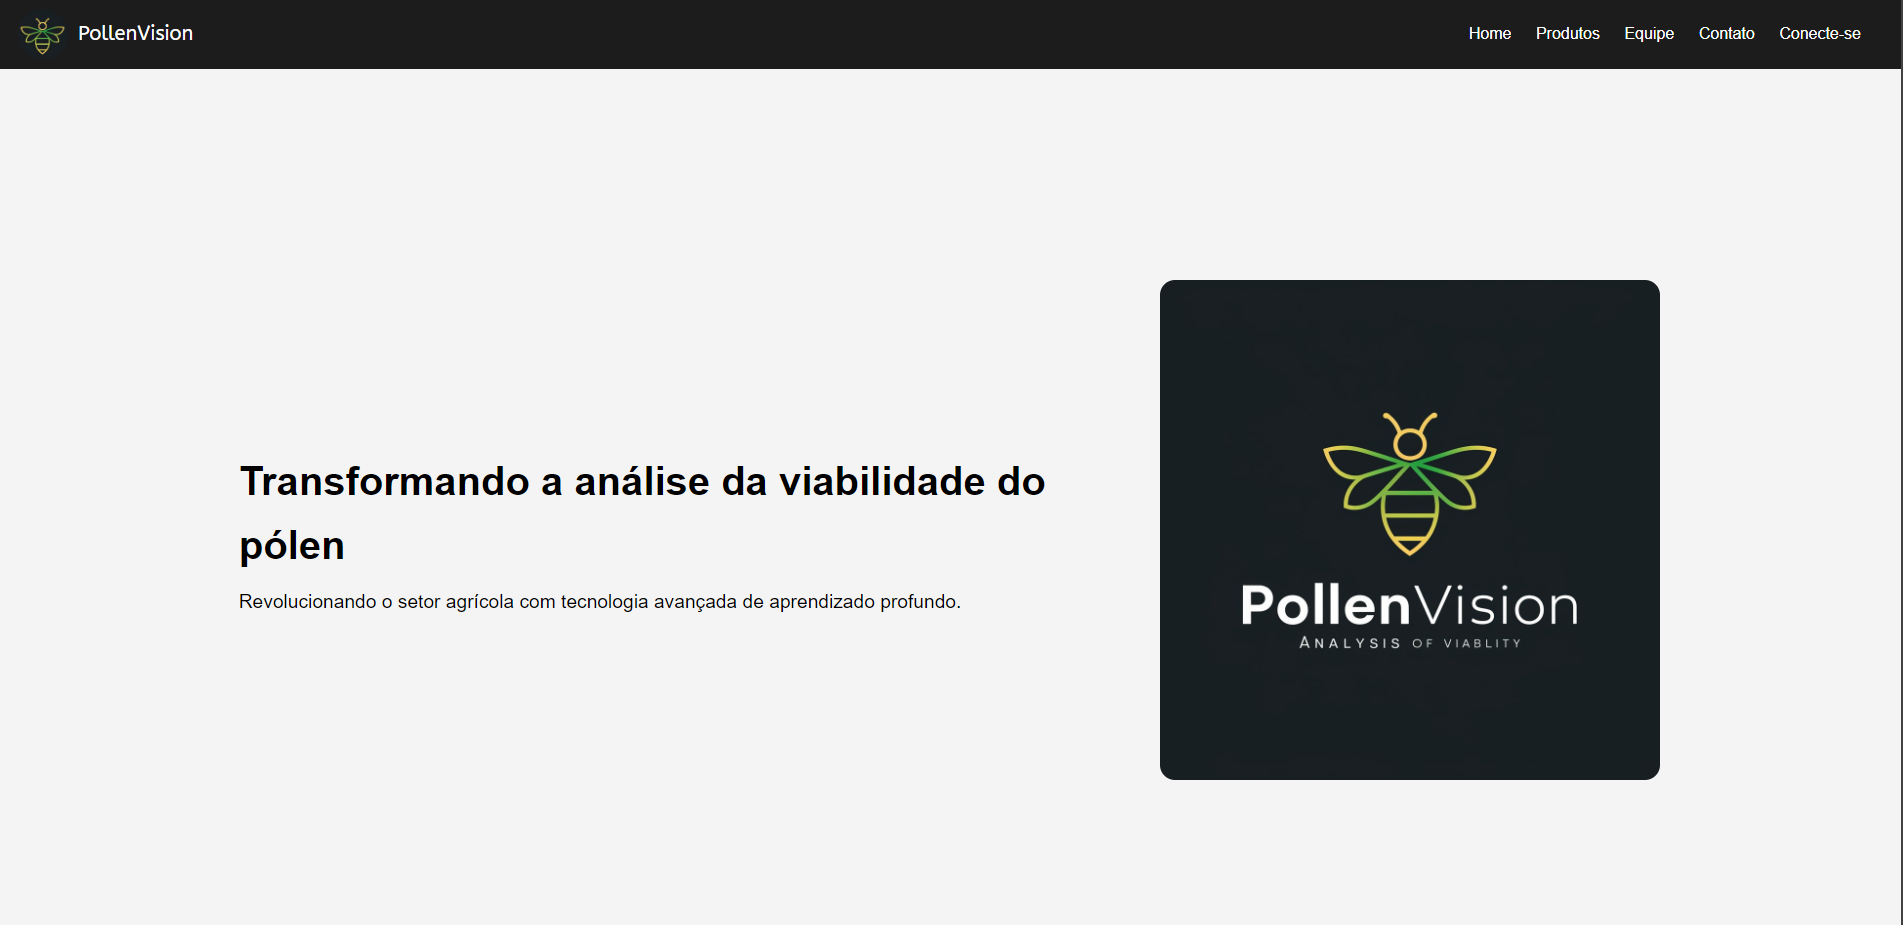 PollenVision
Home Produtos Equipe Contato Conecte-se
Transformando a análise da viabilidade do
pólen
Revolucionando o setor agrícola com tecnologia avançada de aprendizado profundo.
PollenVision
ANALYSIS OF VIABLITY